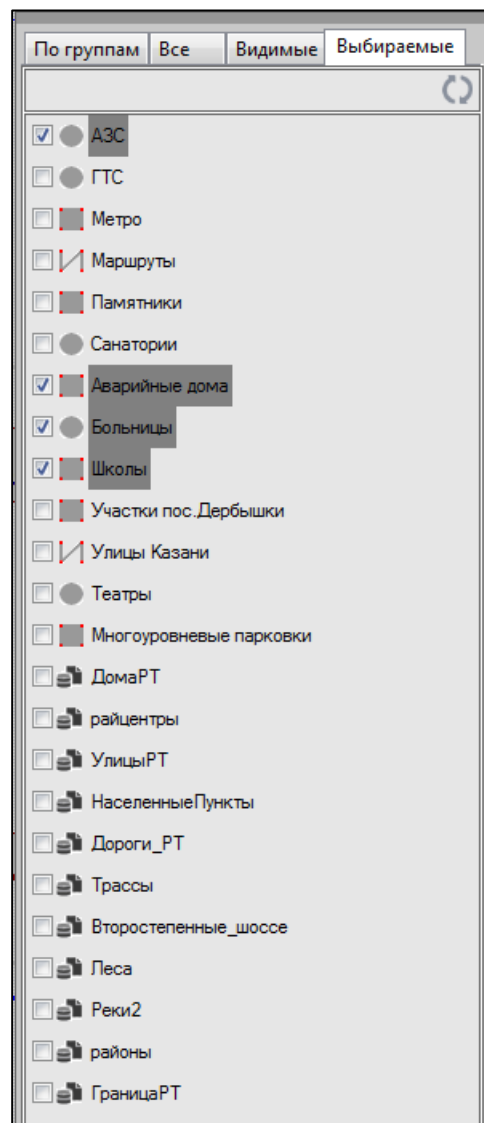 По группам Все Видимые Выбираемые
АЗС
ГТС
Метро
Маршруты
Памятники
Санатории
Аварийные дома
Больницы
Школы
Участки пос.Дербышки
Улицы Казани
Театры
Многоуровневые парковки
ДомаРТ
райцентры
УлицыРТ
НаселенныеПункты
Дороги_РТ
Трассы
Второстепенные_шоссе
Леса
Реки2
районы
ГраницаРТ